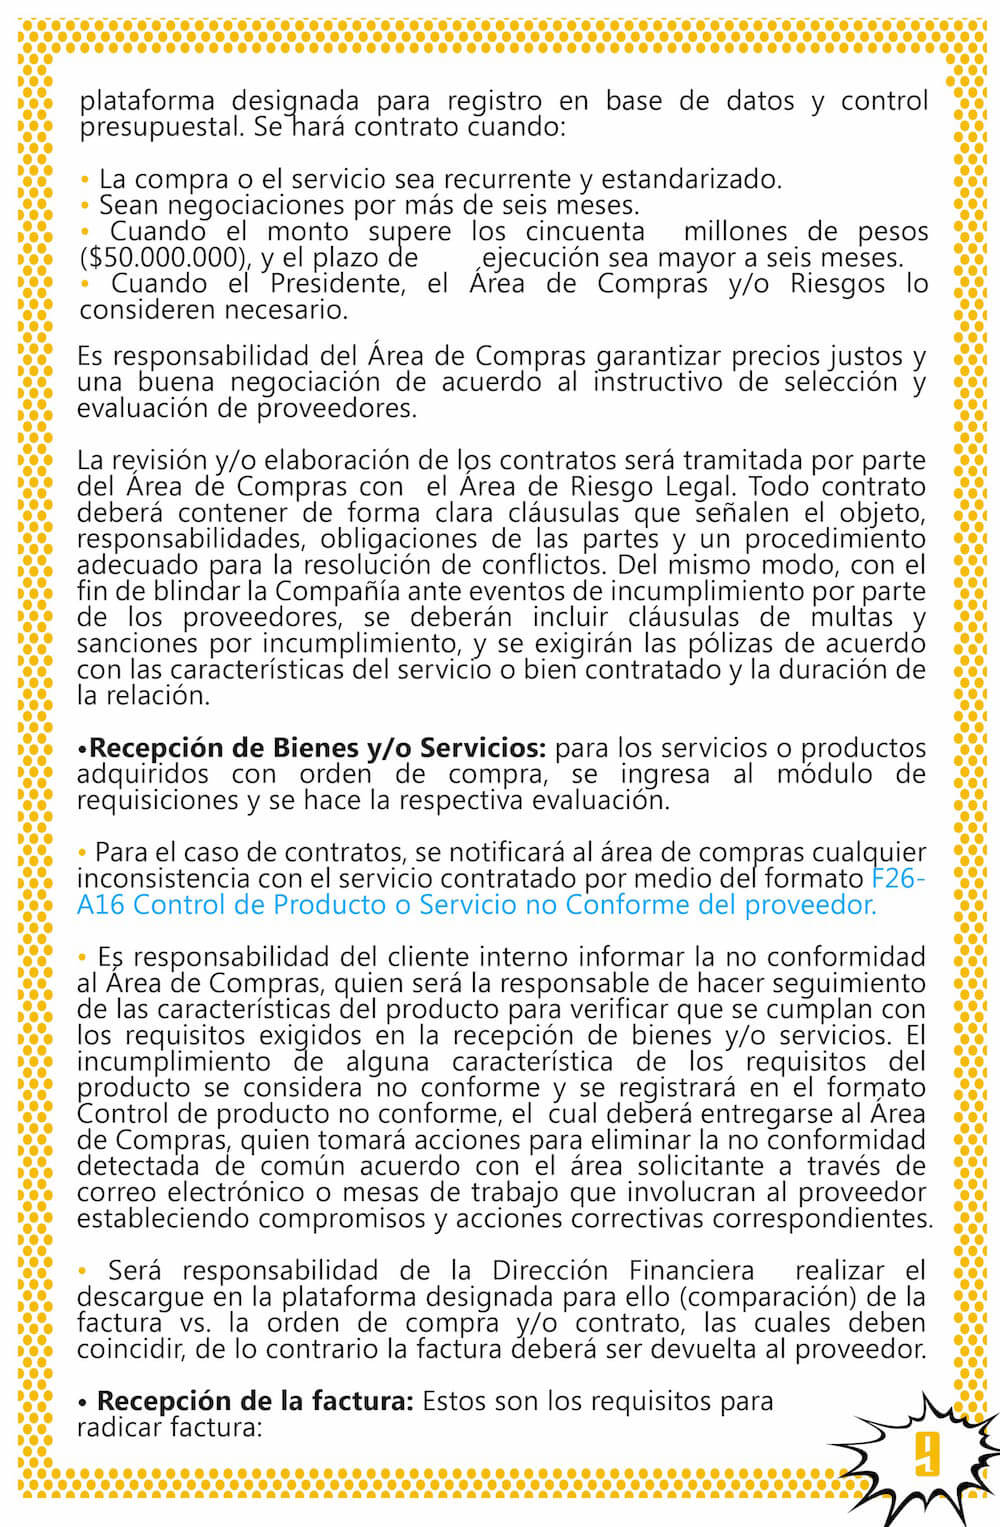 plataforma designada para registro en base de datos y control
presupuestal. Se hará contrato cuando:
• La compra o el servicio sea recurrente y estandarizado.
• Sean negociaciones por más de seis meses.
• Cuando el monto supere los cincuenta millones de pesos
($50.000.000), y el plazo de ejecución sea mayor a seis meses.
• Cuando el Presidente, el Área de Compras y/o Riesgos lo
consideren necesario.
Es responsabilidad del Área de Compras garantizar precios justos y
una buena negociación de acuerdo al instructivo de selección y
evaluación de proveedores.
La revisión y/o elaboración de los contratos será tramitada por parte
del Área de Compras con el Área de Riesgo Legal. Todo contrato
deberá contener de forma clara cláusulas que señalen el objeto,
responsabilidades, obligaciones de las partes y un procedimiento
adecuado para la resolución de conflictos. Del mismo modo, con el
fin de blindar la Compañía ante eventos de incumplimiento por parte
de los proveedores, se deberán incluir cláusulas de multas y
sanciones por incumplimiento, y se exigirán las pólizas de acuerdo
con las características del servicio o bien contratado y la duración de
la relación.
•Recepción de Bienes y/o Servicios: para los servicios o productos
adquiridos con orden de compra, se ingresa al módulo de
requisiciones y se hace la respectiva evaluación.
• Para el caso de contratos, se notificará al área de compras cualquier
inconsistencia con el servicio contratado por medio del formato F26-
A16 Control de Producto o Servicio no Conforme del proveedor.
• Es responsabilidad del cliente interno informar la no conformidad
al Área de Compras, quien será la responsable de hacer seguimiento
de las características del producto para verificar que se cumplan con
los requisitos exigidos en la recepción de bienes y/o servicios. El
incumplimiento de alguna característica de los requisitos del
producto se considera no conforme y se registrará en el formato
Control de producto no conforme, el cual deberá entregarse al Área
de Compras, quien tomará acciones para eliminar la no conformidad
detectada de común acuerdo con el área solicitante a través de
correo electrónico o mesas de trabajo que involucran al proveedor
estableciendo compromisos y acciones correctivas correspondientes.
• Será responsabilidad de la Dirección Financiera realizar el
descargue en la plataforma designada para ello (comparación) de la
factura vs. la orden de compra y/o contrato, las cuales deben
coincidir, de lo contrario la factura deberá ser devuelta al proveedor.
• Recepción de la factura: Estos son los requisitos para
radicar factura:
9